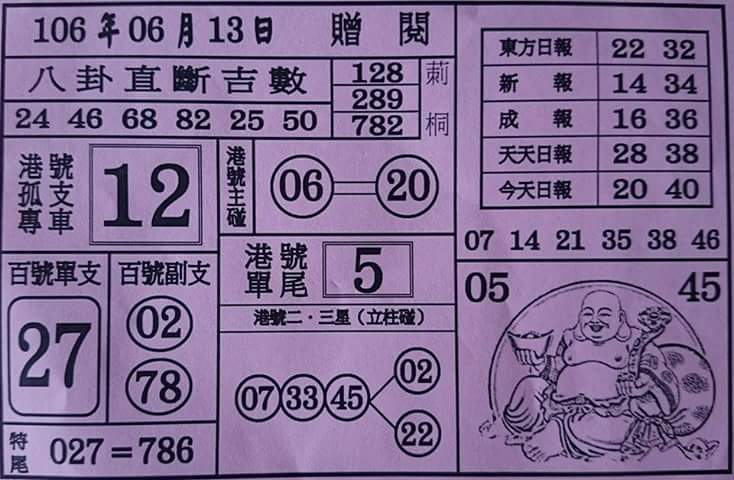 106年06月13日 贈 閱
八卦直斷吉數
24 46 68 82 25 50
128
289
782
莿桐
港號孤支專車
12
港號主碰
06 20
百號單支
27
百號副支
02
78
港號單尾
5
港號二．三星（立柱碰）
07 33 45
02
22
特尾
027＝786
東方日報 22 32
新報 14 34
成報 16 36
天天日報 28 38
今天日報 20 40
07 14 21 35 38 46
05 45